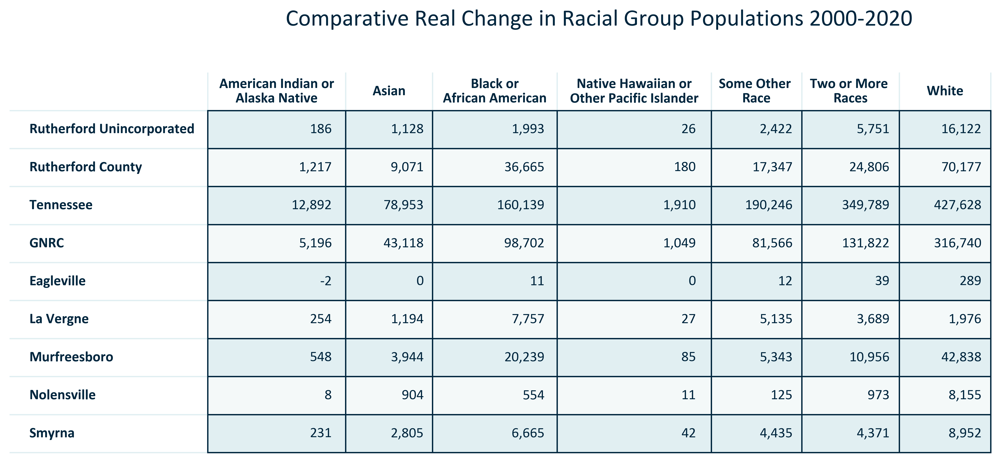 Comparative Real Change in Racial Group Populations 2000-2020
American Indian or Alaska Native Asian Black or African American Native Hawaiian or Other Pacific Islander Some Other Race Two or More Races White
Rutherford Unincorporated 186 1,128 1,993 26 2,422 5,751 16,122
Rutherford County 1,217 9,071 36,665 180 17,347 24,806 70,177
Tennessee 12,892 78,953 160,139 1,910 190,246 349,789 427,628
GNRC 5,196 43,118 98,702 1,049 81,566 131,822 316,740
Eagleville -2 0 11 0 12 39 289
La Vergne 254 1,194 7,757 27 5,135 3,689 1,976
Murfreesboro 548 3,944 20,239 85 5,343 10,956 42,838
Nolensville 8 904 554 11 125 973 8,155
Smyrna 231 2,805 6,665 42 4,435 4,371 8,952